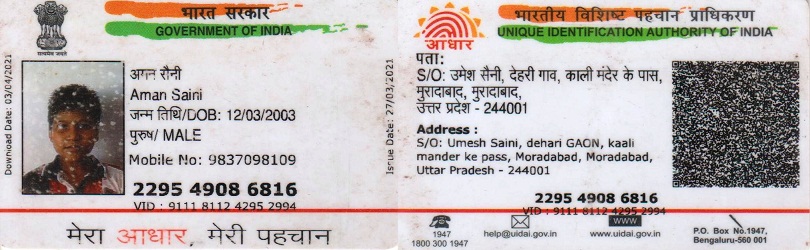 भारत सरकार
GOVERNMENT OF INDIA
सत्यमेव जयते
Download Date: 03/04/2021
अमन सैनी
Aman Saini
जन्म तिथि/DOB: 12/03/2003
पुरुष/ MALE
Mobile No: 9837098109
2295 4908 6816
VID : 9111 8112 4295 2994
मेरा आधार, मेरी पहचान
Issue Date: 27/03/2021
आधार
भारतीय विशिष्ट पहचान प्राधिकरण
UNIQUE IDENTIFICATION AUTHORITY OF INDIA
पता:
S/O: उमेश सैनी, देहरी गाव, काली मंदेर के पास,
मुरादाबाद, मुरादाबाद,
उत्तर प्रदेश - 244001
Address :
S/O: Umesh Saini, dehari GAON, kaali
mander ke pass, Moradabad, Moradabad,
Uttar Pradesh - 244001
2295 4908 6816
VID : 9111 8112 4295 2994
1947
1800 300 1947
help@uidai.gov.in
www
www.uidai.gov.in
P.O. Box No.1947,
Bengaluru-560 001